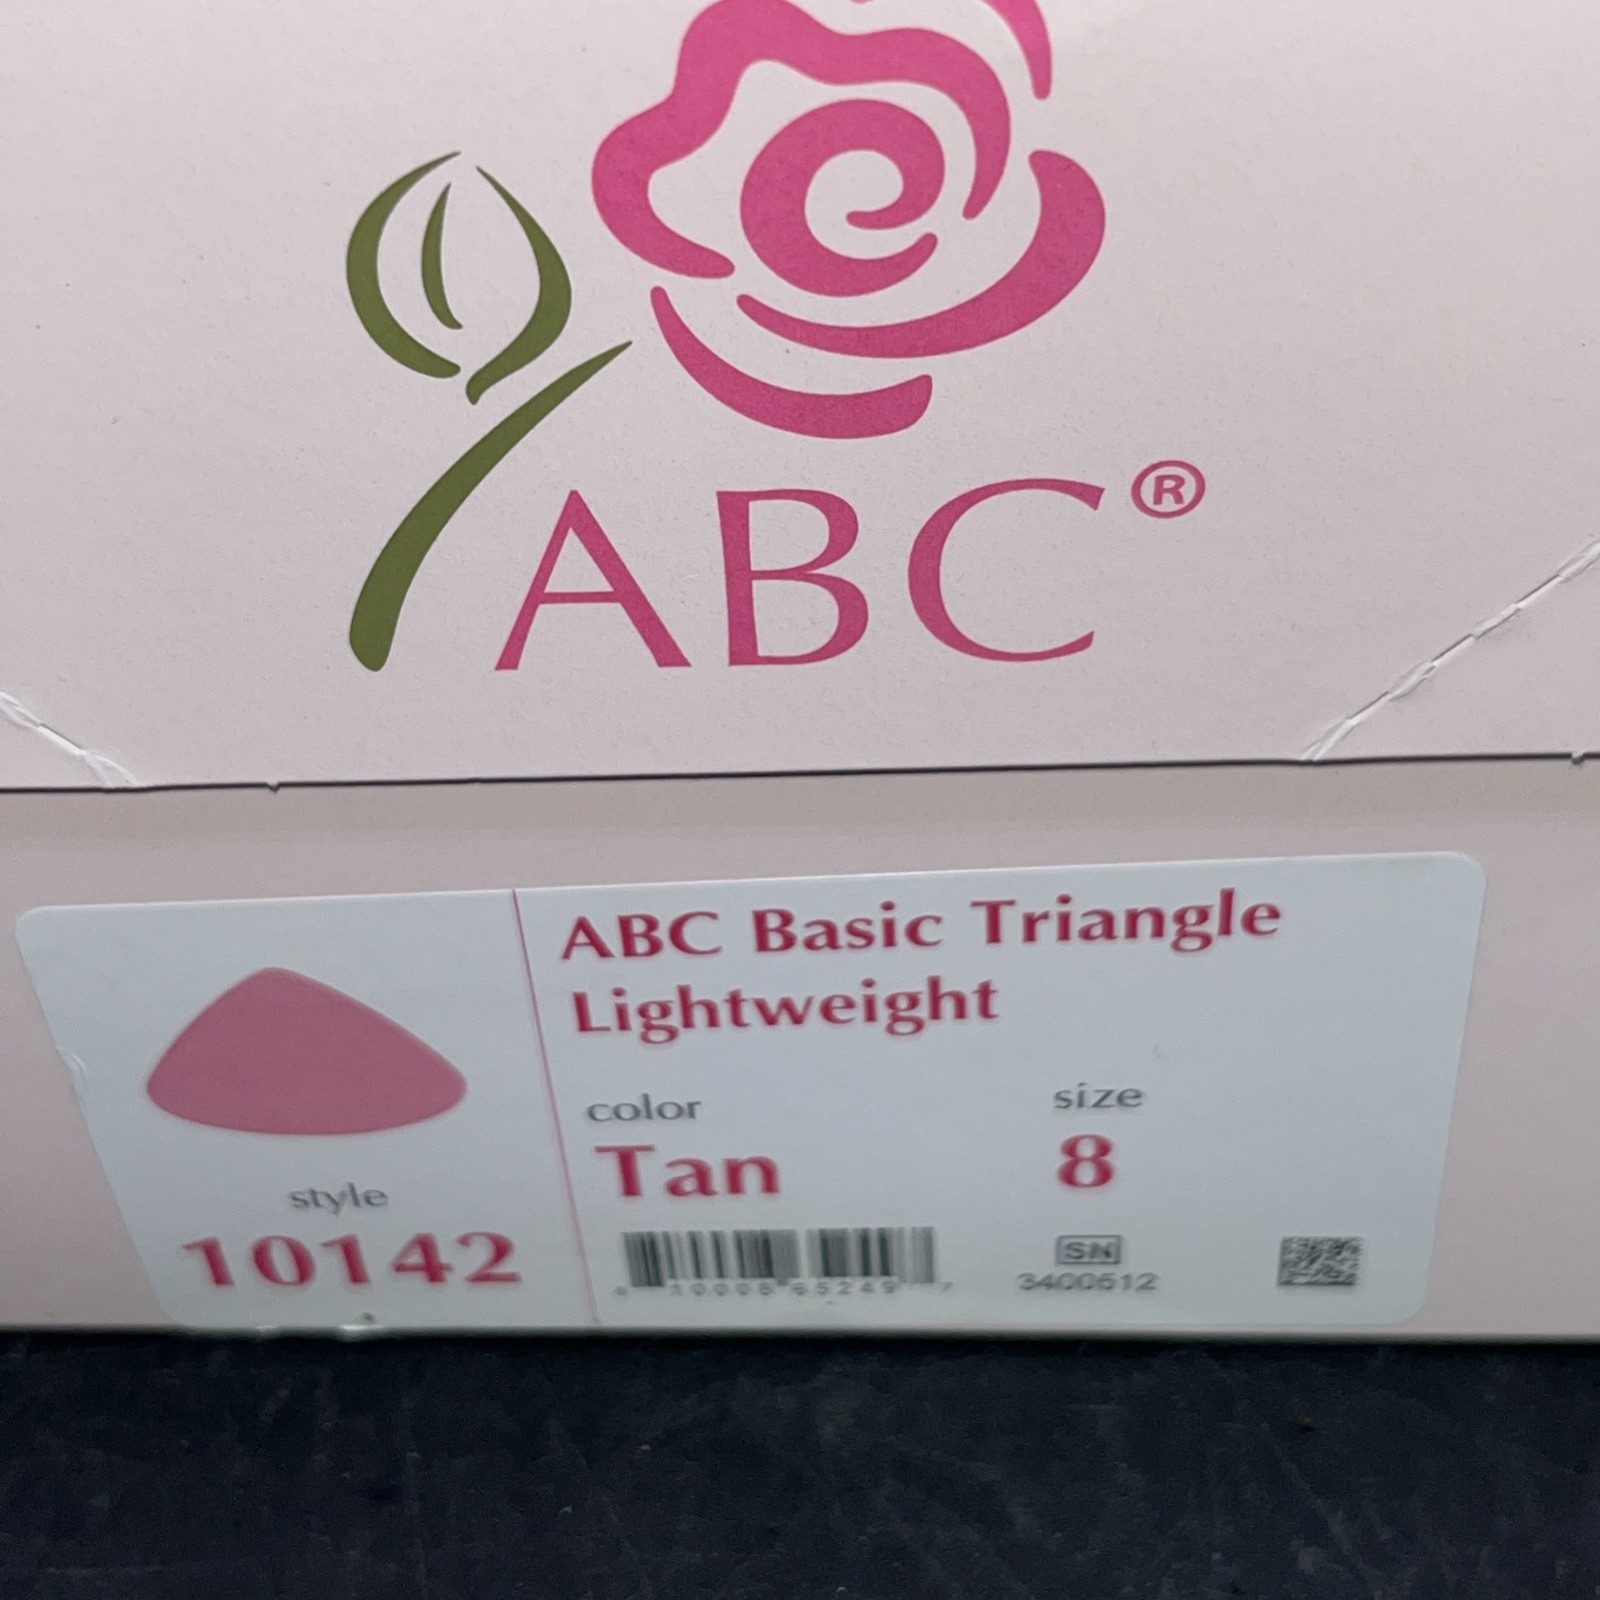 ABC®
ABC Basic Triangle
Lightweight
color
size
Tan
8
style
10142
SN
3400512